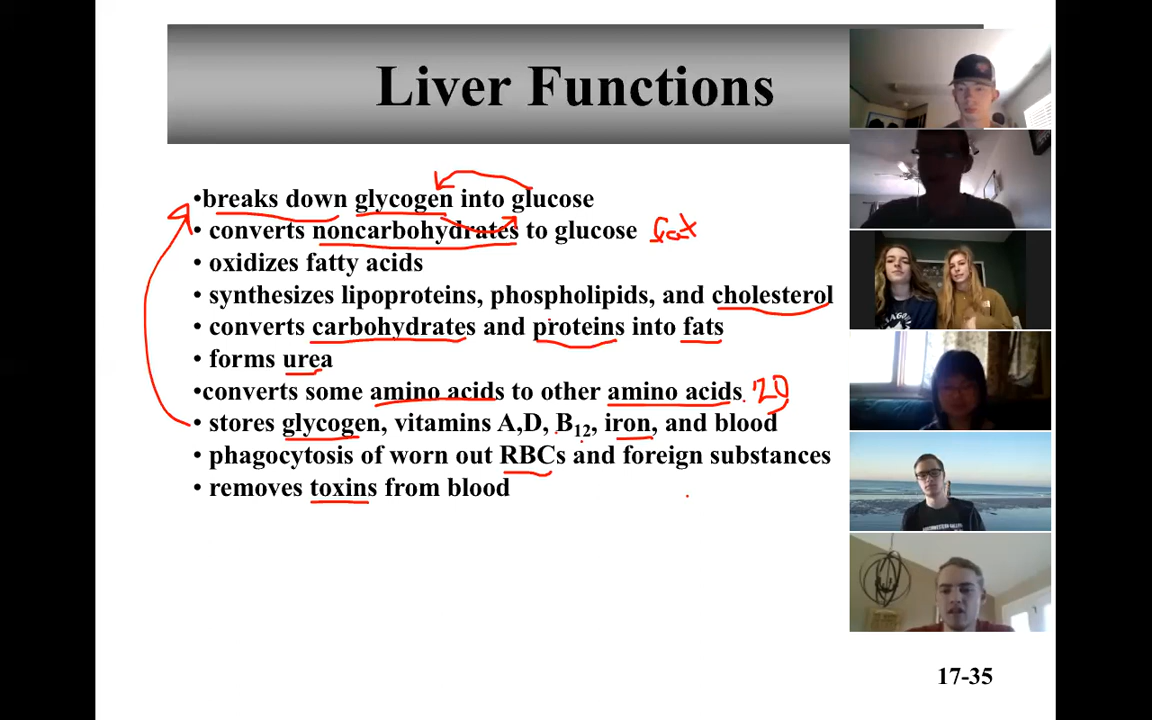 Liver Functions
•breaks down glycogen into glucose
• converts noncarbohydrates to glucose fat
• oxidizes fatty acids
• synthesizes lipoproteins, phospholipids, and cholesterol
• converts carbohydrates and proteins into fats
• forms urea
•converts some amino acids to other amino acids. 20
• stores glycogen, vitamins A,D, B12, iron, and blood
• phagocytosis of worn out RBCs and foreign substances
• removes toxins from blood
17-35